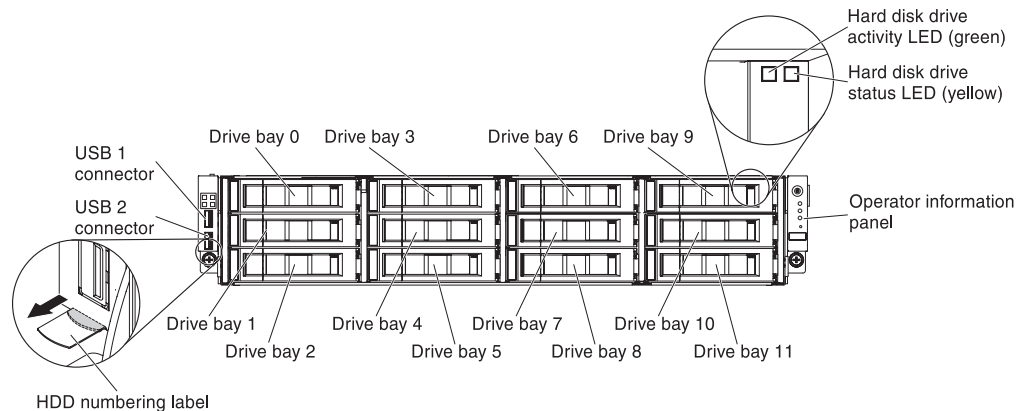 Hard disk drive
activity LED (green)
Hard disk drive
status LED (yellow)
Drive bay 0
Drive bay 3
Drive bay 6
Drive bay 9
USB 1
connector
USB 2
connector
Operator information
panel
Drive bay 1
Drive bay 4
Drive bay 7
Drive bay 10
Drive bay 2
Drive bay 5
Drive bay 8
Drive bay 11
HDD numbering label